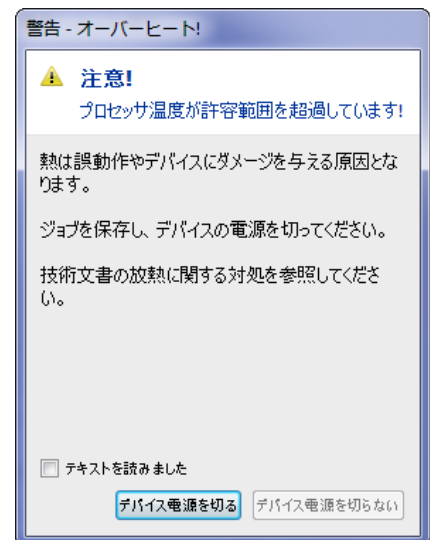 警告 - オーバーヒート!
注意!
プロセッサ温度が許容範囲を超過しています!
熱は誤動作やデバイスにダメージを与える原因とな
ります。
ジョブを保存し、デバイスの電源を切ってください。
技術文書の放熱に関する対処を参照してくださ
い。
テキストを読みました
デバイス電源を切る
デバイス電源を切らない